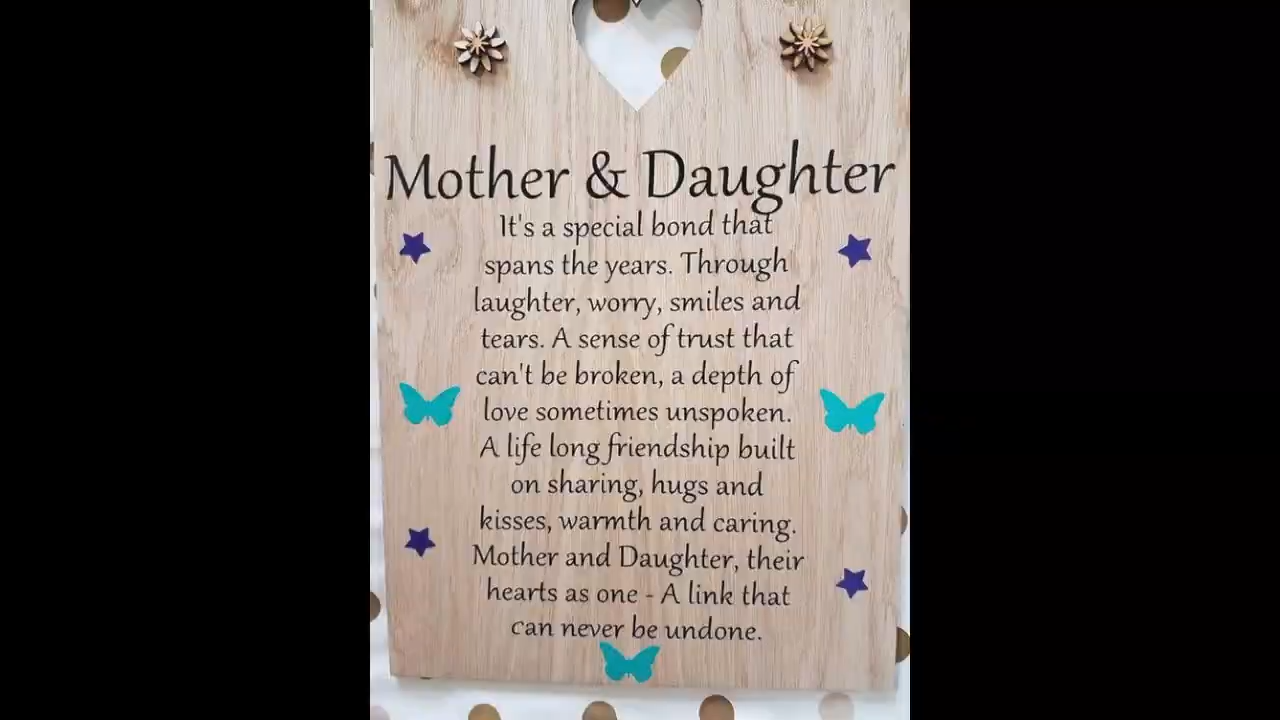 Mother & Daughter
It's a special bond that
spans the years. Through
laughter, worry, smiles and
tears. A sense of trust that
can't be broken, a depth of
love sometimes unspoken.
A life long friendship built
on sharing, hugs and
kisses, warmth and caring.
Mother and Daughter, their
hearts as one - A link that
can never be undone.